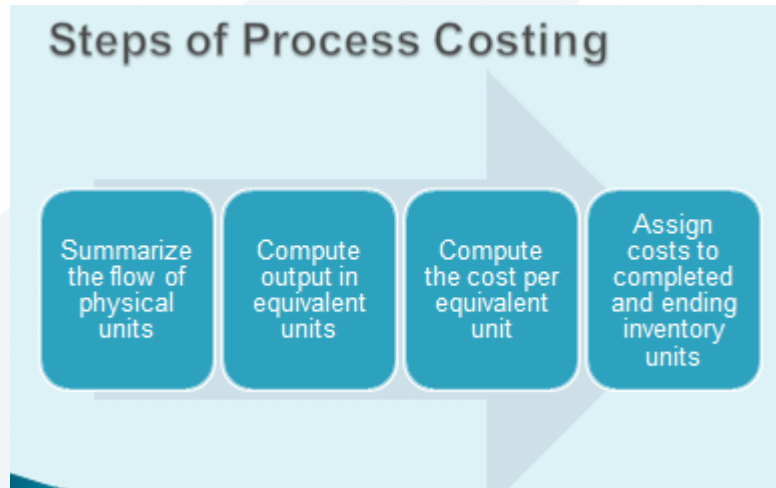 Steps of Process Costing
Summarize
the flow of
physical
units
Compute
output in
equivalent
units
Compute
the cost per
equivalent
unit
Assign
costs to
completed
and ending
inventory
units